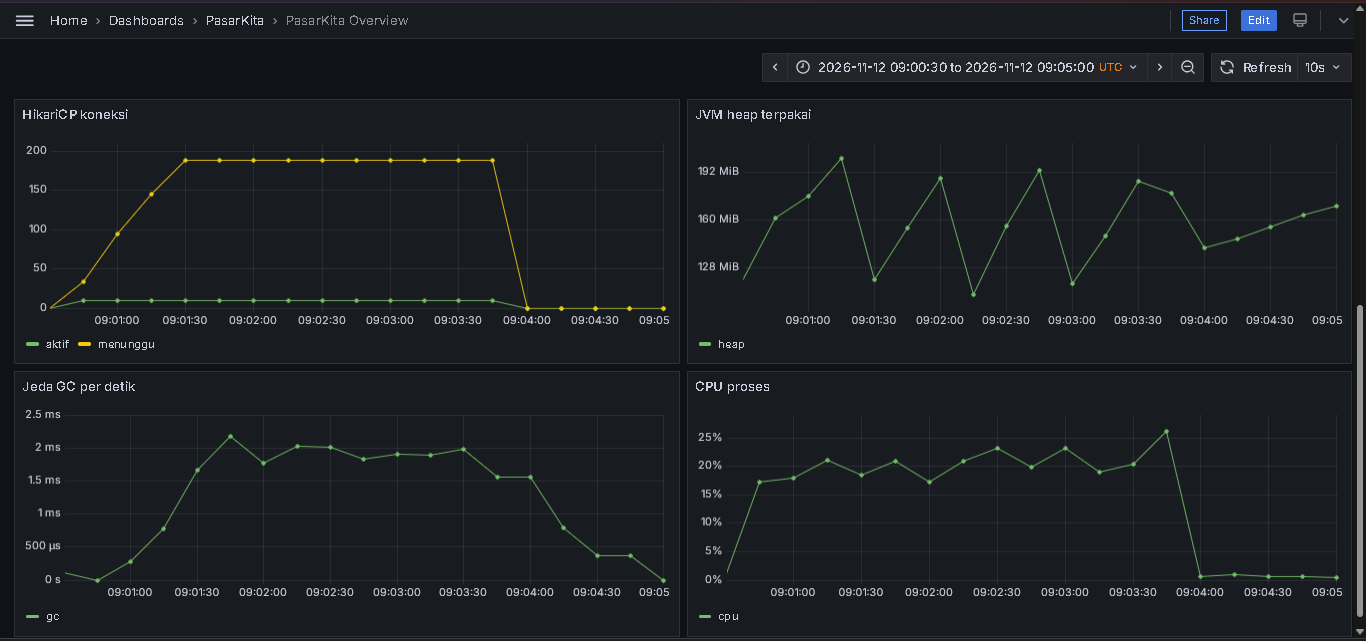 Home › Dashboards › PasarKita › PasarKita Overview
Share
Edit
2026-11-12 09:00:30 to 2026-11-12 09:05:00 UTC
Refresh
10s
HikariCP koneksi
200
150
100
50
0
09:01:00 09:01:30 09:02:00 09:02:30 09:03:00 09:03:30 09:04:00 09:04:30 09:05
aktif menunggu
JVM heap terpakai
192 MiB
160 MiB
128 MiB
09:01:00 09:01:30 09:02:00 09:02:30 09:03:00 09:03:30 09:04:00 09:04:30 09:05
heap
Jeda GC per detik
2.5 ms
2 ms
1.5 ms
1 ms
500 µs
0 s
09:01:00 09:01:30 09:02:00 09:02:30 09:03:00 09:03:30 09:04:00 09:04:30 09:05
gc
CPU proses
25%
20%
15%
10%
5%
0%
09:01:00 09:01:30 09:02:00 09:02:30 09:03:00 09:03:30 09:04:00 09:04:30 09:05
cpu